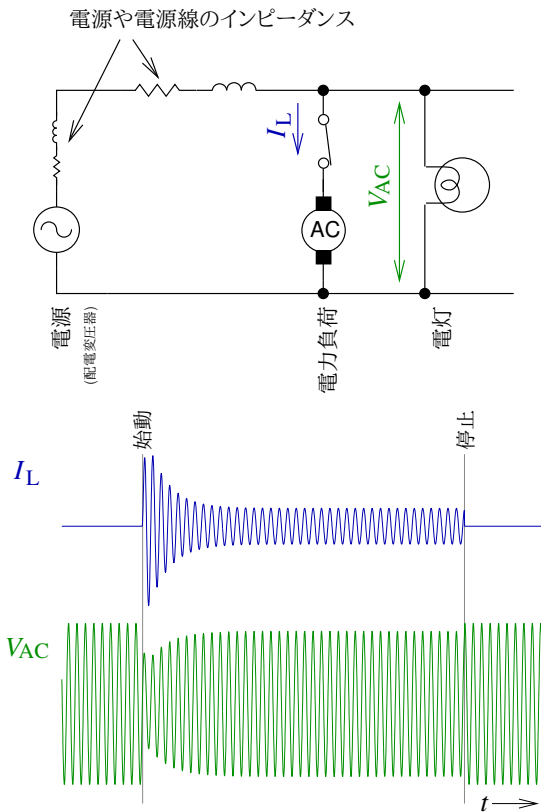 電源や電源線のインピーダンス
I_L
V_AC
AC
電源
(配電変圧器)
電力負荷
電灯
始動
停止
I_L
V_AC
t